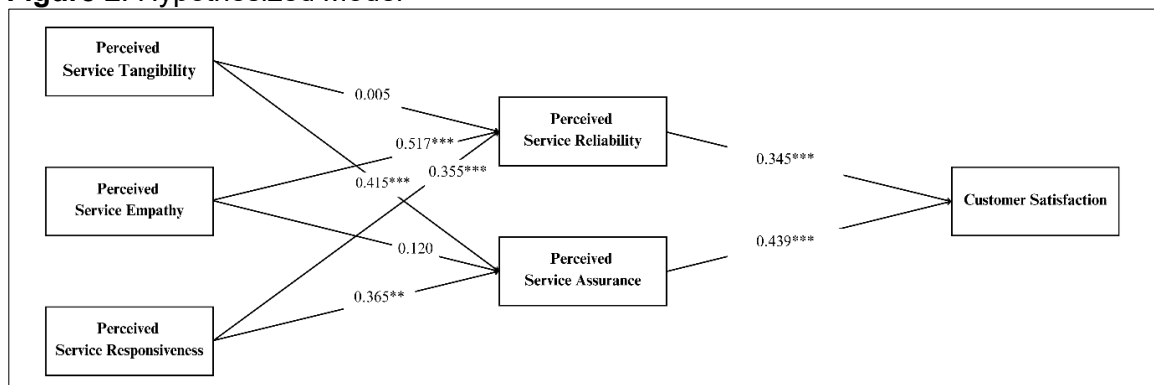 Figure 2. Hypothesized Model
Perceived
Service Tangibility
0.005
Perceived
Service Reliability
0.517***
0.345***
0.355***
0.415***
Perceived
Service Empathy
Customer Satisfaction
0.120
0.439***
Perceived
Service Assurance
0.365**
Perceived
Service Responsiveness